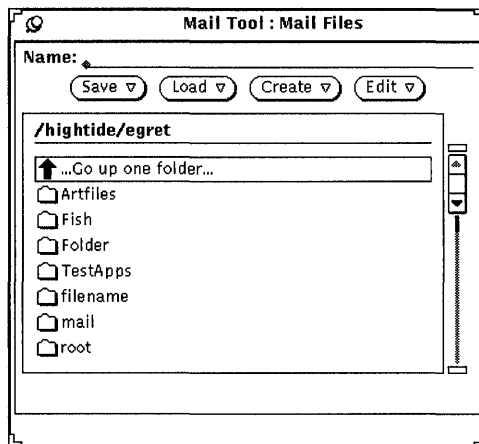 Mail Tool : Mail Files
Name:
Save Load Create Edit
/hightide/egret
...Go up one folder...
Artfiles
Fish
Folder
TestApps
filename
mail
root